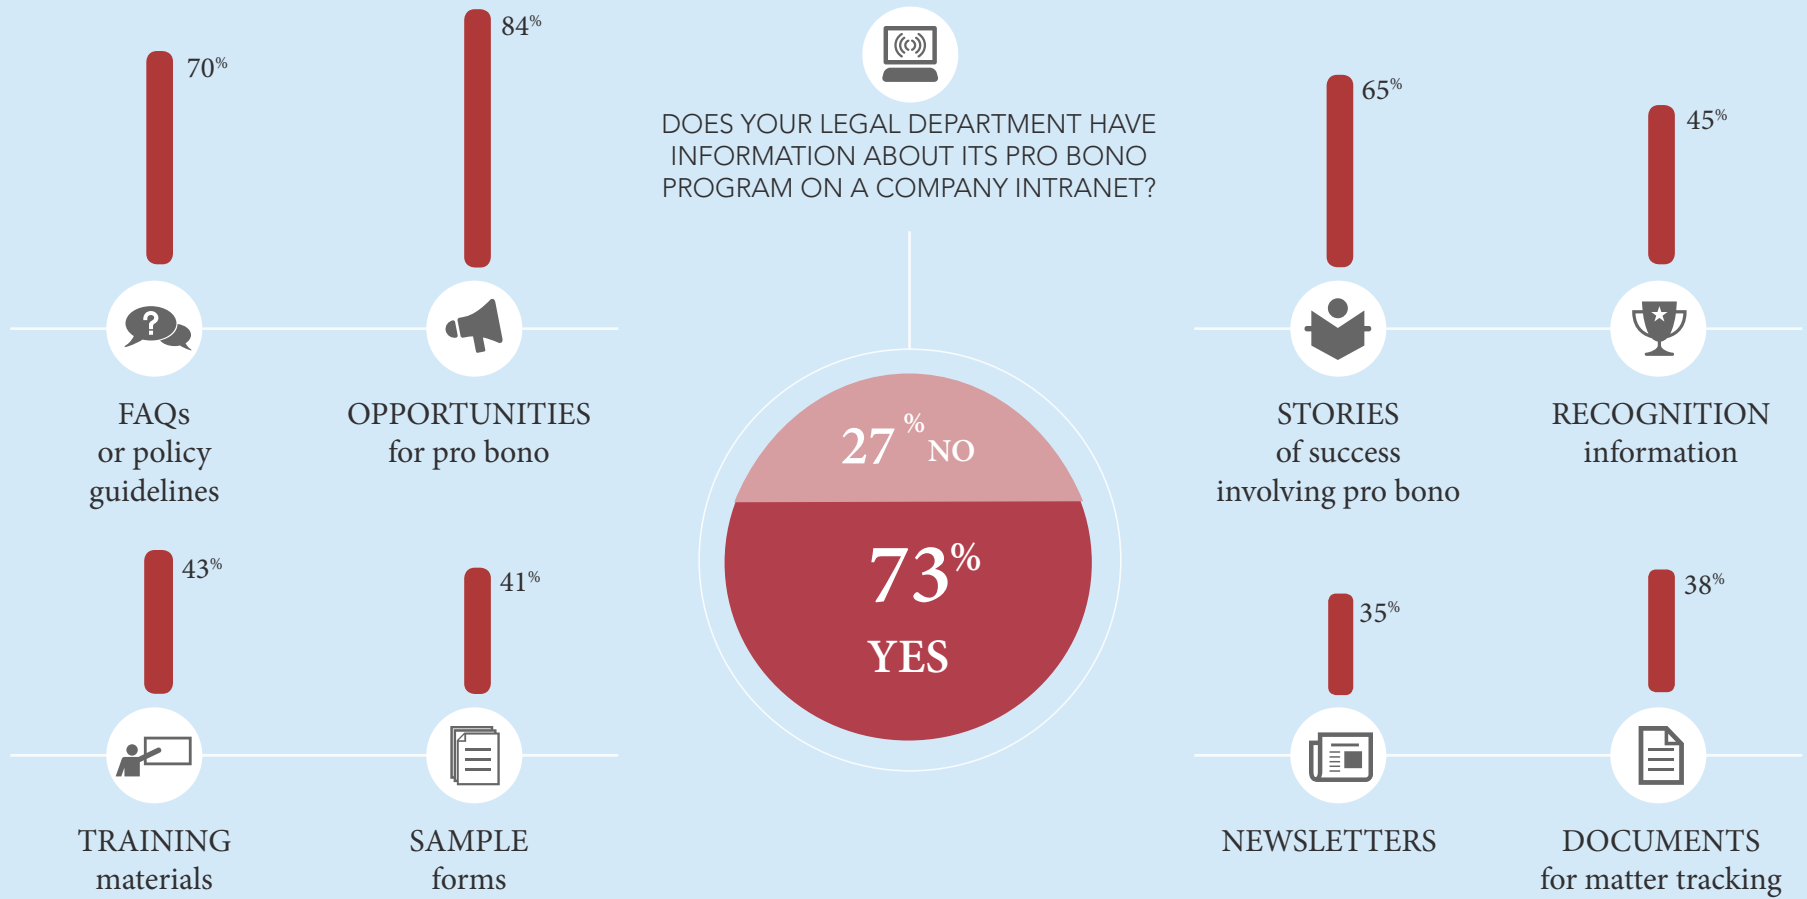 70%
84%
FAQs
or policy
guidelines
OPPORTUNITIES
for pro bono
43%
41%
TRAINING
materials
SAMPLE
forms
DOES YOUR LEGAL DEPARTMENT HAVE
INFORMATION ABOUT ITS PRO BONO
PROGRAM ON A COMPANY INTRANET?
27% NO
73%
YES
65%
45%
STORIES
of success
involving pro bono
RECOGNITION
information
35%
38%
NEWSLETTERS
DOCUMENTS
for matter tracking